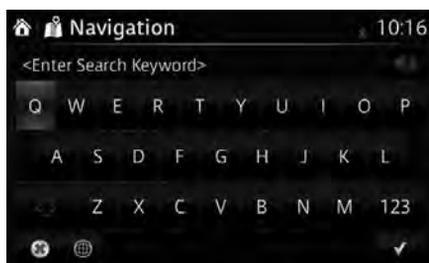 Navigation 10:16
<Enter Search Keyword>
Q W E R T Y U I O P
A S D F G H J K L
Z X C V B N M 123